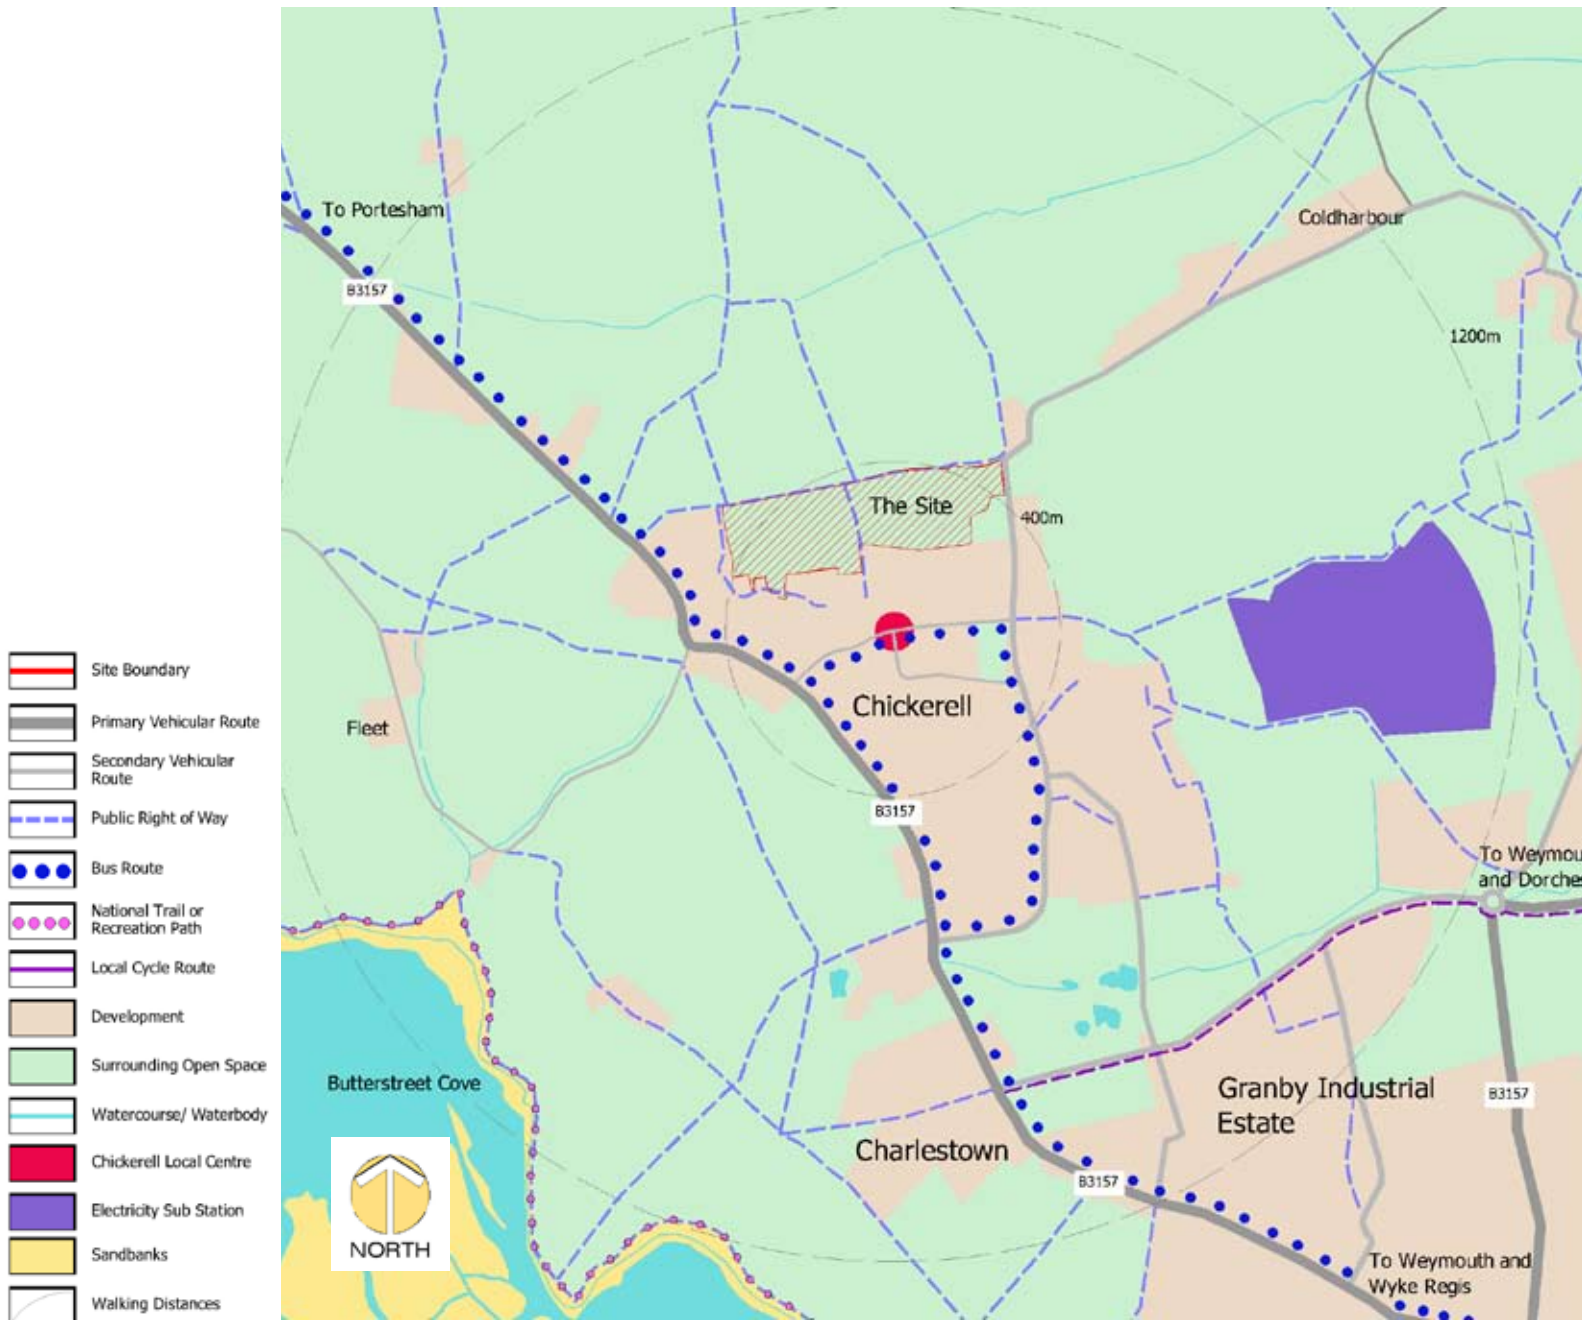 To Portesham
B3157
Coldharbour
1200m
The Site
400m
Chickerell
Fleet
B3157
To Weymou
and Dorches
Butterstreet Cove
Granby Industrial
Estate
B3157
Charlestown
B3157
NORTH
To Weymouth and
Wyke Regis
Site Boundary
Primary Vehicular Route
Secondary Vehicular
Route
Public Right of Way
Bus Route
National Trail or
Recreation Path
Local Cycle Route
Development
Surrounding Open Space
Watercourse/ Waterbody
Chickerell Local Centre
Electricity Sub Station
Sandbanks
Walking Distances